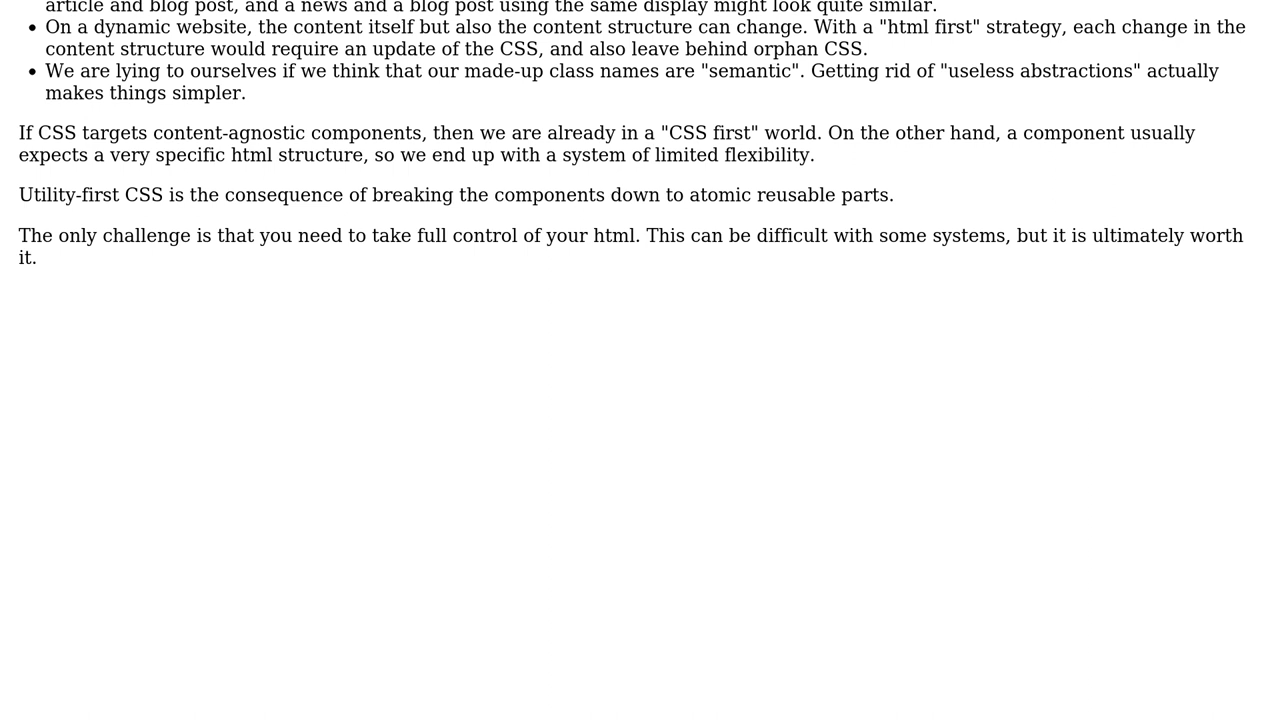 article and blog post, and a news and a blog post using the same display might look quite similar.
• On a dynamic website, the content itself but also the content structure can change. With a "html first" strategy, each change in the
content structure would require an update of the CSS, and also leave behind orphan CSS.
• We are lying to ourselves if we think that our made-up class names are "semantic". Getting rid of "useless abstractions" actually
makes things simpler.
If CSS targets content-agnostic components, then we are already in a "CSS first" world. On the other hand, a component usually
expects a very specific html structure, so we end up with a system of limited flexibility.
Utility-first CSS is the consequence of breaking the components down to atomic reusable parts.
The only challenge is that you need to take full control of your html. This can be difficult with some systems, but it is ultimately worth
it.